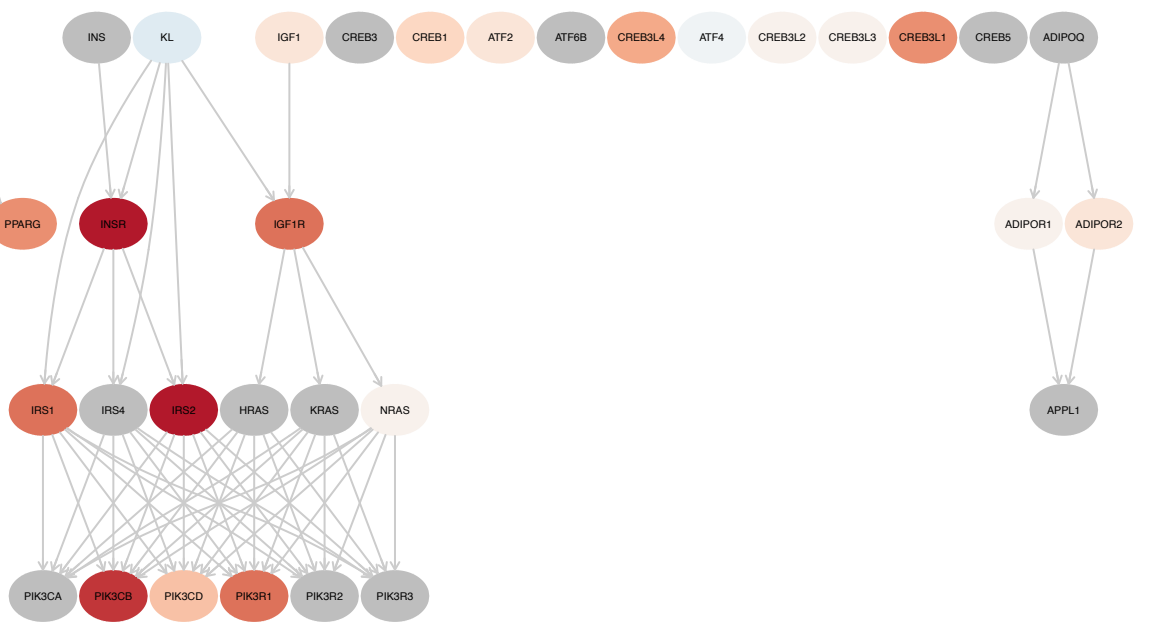 INS KL IGF1 CREB3 CREB1 ATF2 ATF6B CREB3L4 ATF4 CREB3L2 CREB3L3 CREB3L1 CREB5 ADIPOQ
PPARG INSR IGF1R ADIPOR1 ADIPOR2
IRS1 IRS4 IRS2 HRAS KRAS NRAS APPL1
PIK3CA PIK3CB PIK3CD PIK3R1 PIK3R2 PIK3R3